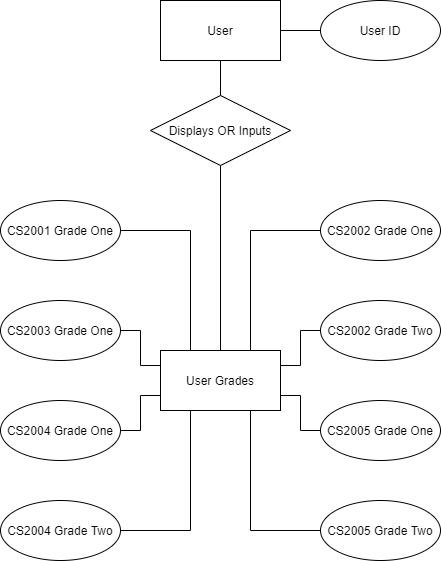 User
User ID
Displays OR Inputs
CS2001 Grade One
CS2002 Grade One
CS2003 Grade One
CS2002 Grade Two
User Grades
CS2004 Grade One
CS2005 Grade One
CS2004 Grade Two
CS2005 Grade Two